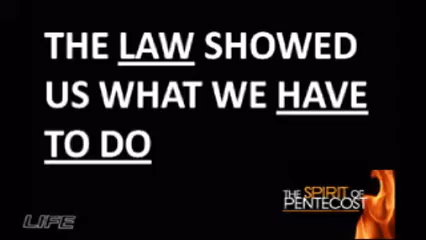 THE LAW SHOWED
US WHAT WE HAVE
TO DO
THE SPIRIT OF
PENTECOST
LIFE